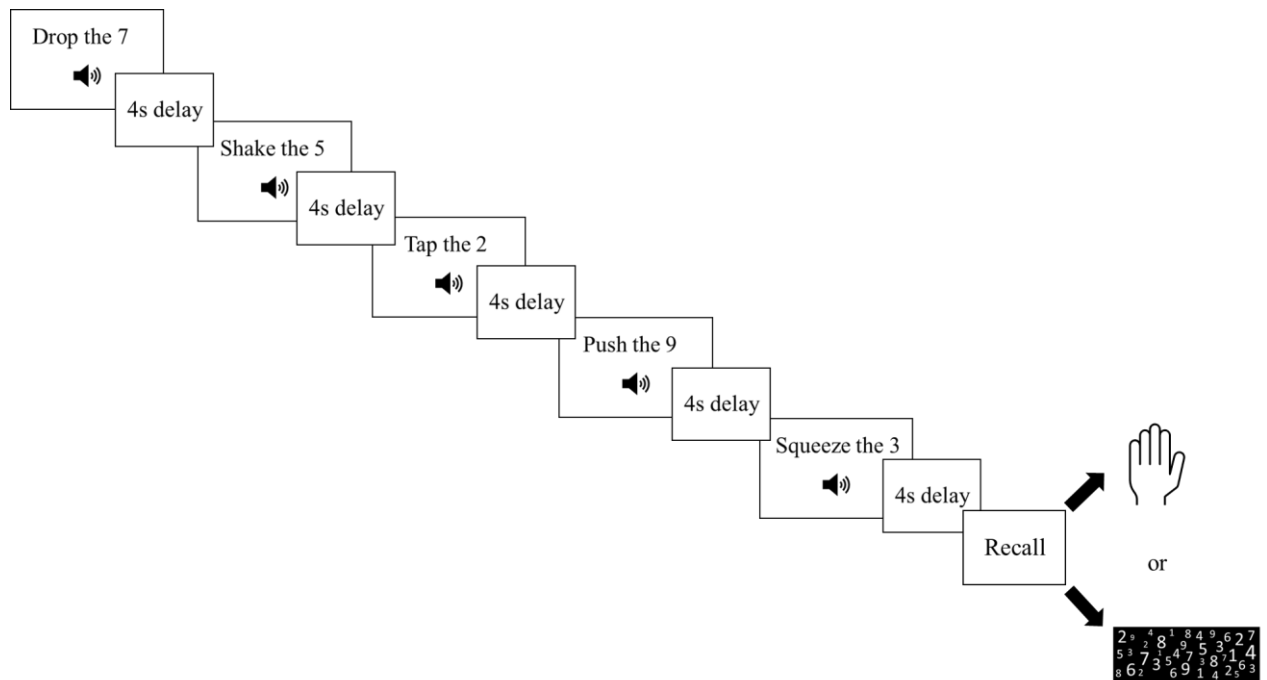 Drop the 7
4s delay
Shake the 5
4s delay
Tap the 2
4s delay
Push the 9
4s delay
Squeeze the 3
4s delay
Recall
or